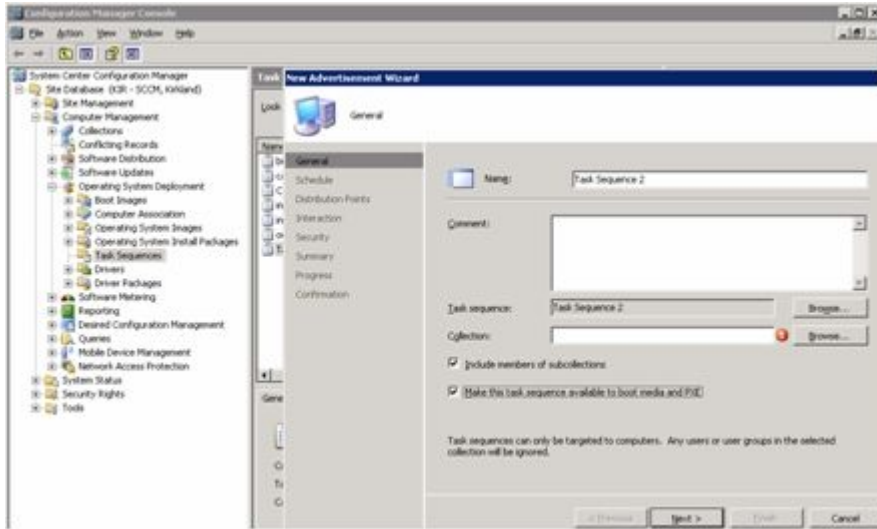 Configuration Manager Console
File Action View Window Help
System Center Configuration Manager
Site Database (KIR - SCCM, Kirkland)
Site Management
Computer Management
Collections
Conflicting Records
Software Distribution
Software Updates
Operating System Deployment
Boot Images
Computer Association
Operating System Images
Operating System Install Packages
Task Sequences
Drivers
Driver Packages
Software Metering
Reporting
Desired Configuration Management
Queries
Mobile Device Management
Network Access Protection
System Status
Security Rights
Tools
Task
Look
Name
Gene
New Advertisement Wizard
General
General
Schedule
Distribution Points
Interaction
Security
Summary
Progress
Confirmation
Name: Task Sequence 2
Comment:
Task sequence: Task Sequence 2 Browse...
Collection: Browse...
Include members of subcollections
Make this task sequence available to boot media and PXE
Task sequences can only be targeted to computers. Any users or user groups in the selected
collection will be ignored.
< Previous Next > Finish Cancel